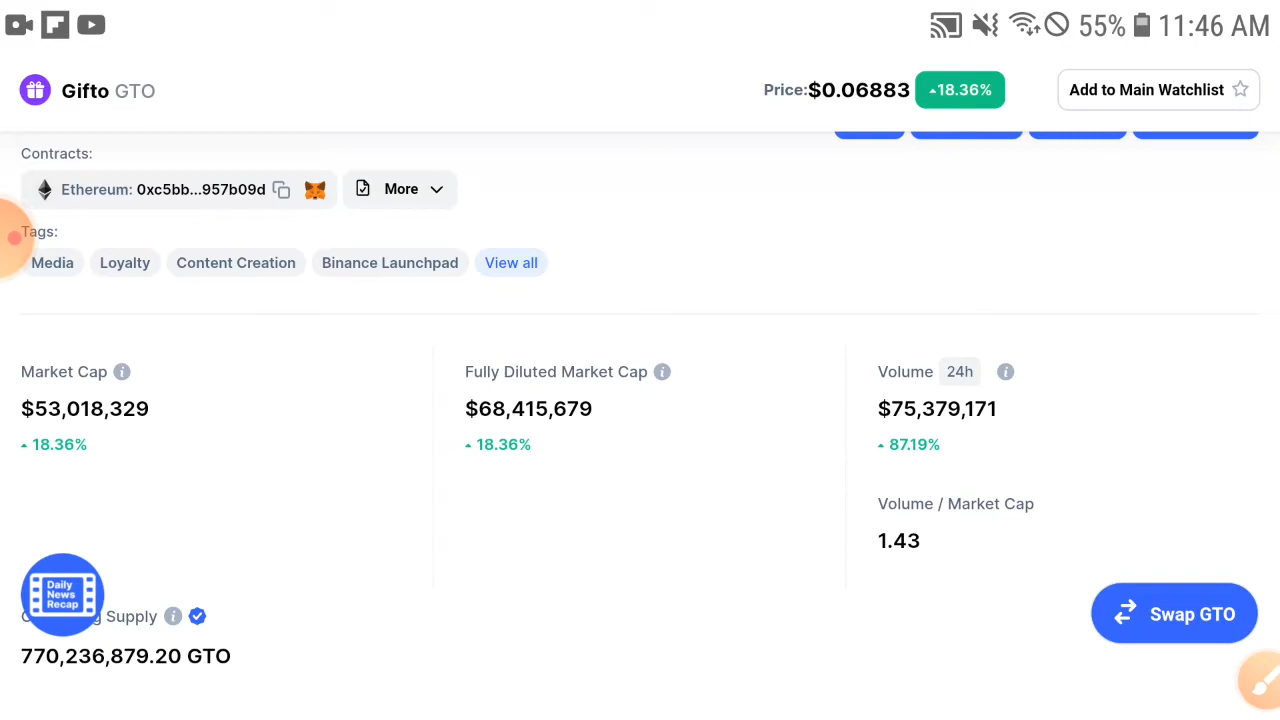 55% 11:46 AM
Gifto GTO
Price:$0.06883 18.36%
Add to Main Watchlist
Contracts:
Ethereum: 0xc5bb...957b09d
More
Tags:
Media Loyalty Content Creation Binance Launchpad View all
Market Cap
$53,018,329
18.36%
Fully Diluted Market Cap
$68,415,679
18.36%
Volume 24h
$75,379,171
87.19%
Volume / Market Cap
1.43
Daily
News
Recap
Supply
770,236,879.20 GTO
Swap GTO